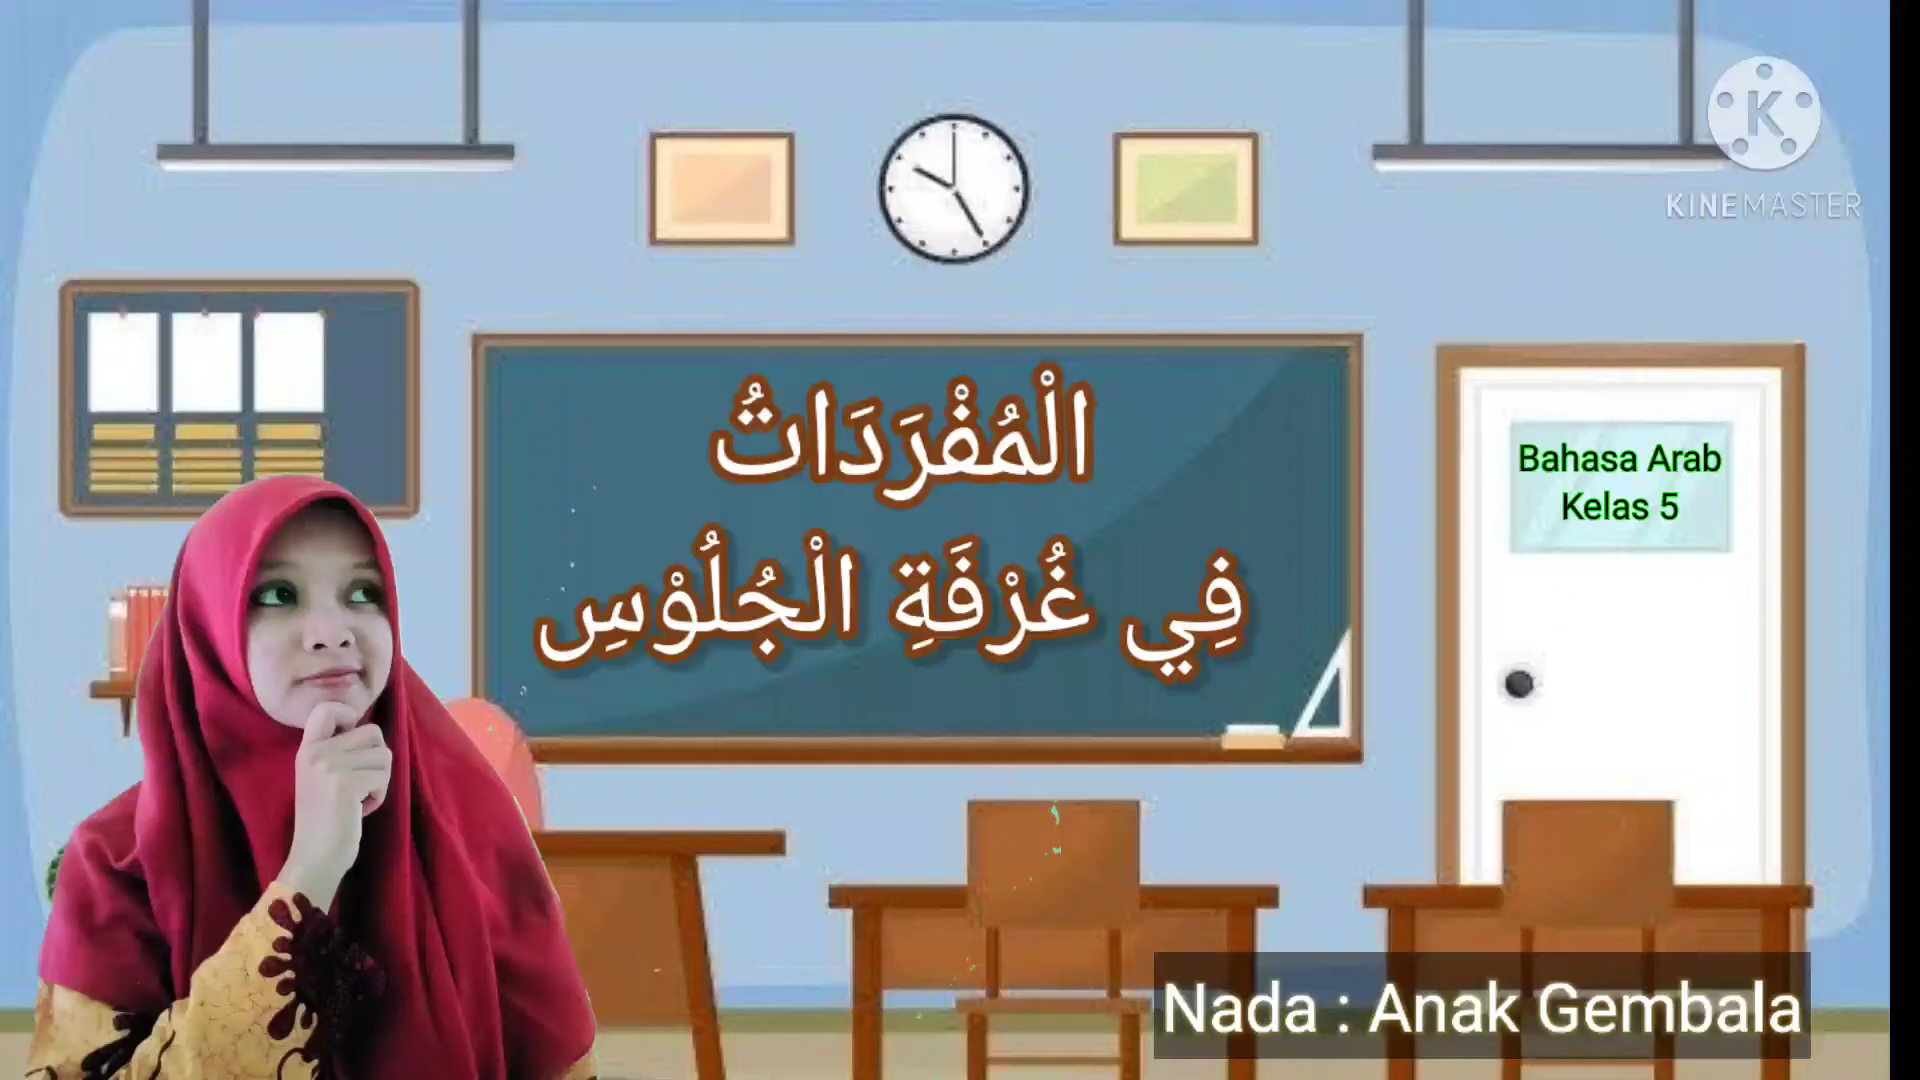 الْمُفْرَدَاتُ
فِي غُرْفَةِ الْجُلُوْسِ
Bahasa Arab
Kelas 5
Nada : Anak Gembala
K
KINEMASTER